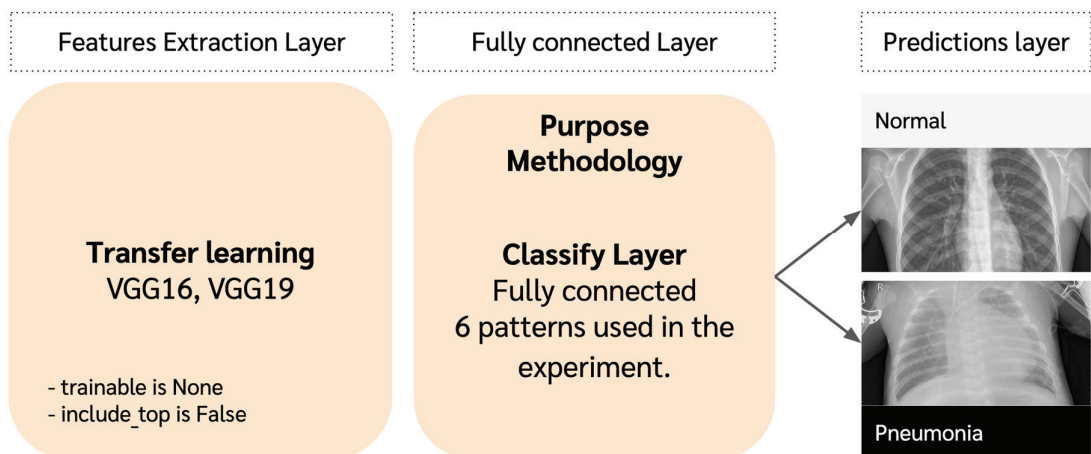 Features Extraction Layer
Fully connected Layer
Predictions layer
Transfer learning
VGG16, VGG19
- trainable is None
- include_top is False
Purpose
Methodology
Classify Layer
Fully connected
6 patterns used in the
experiment.
Normal
R
Pneumonia